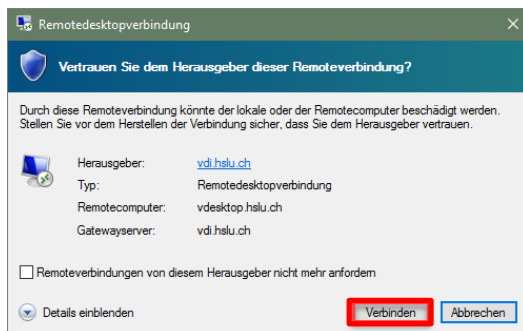 Remotedesktopverbindung
Vertrauen Sie dem Herausgeber dieser Remoteverbindung?
Durch diese Remoteverbindung könnte der lokale oder der Remotecomputer beschädigt werden.
Stellen Sie vor dem Herstellen der Verbindung sicher, dass Sie dem Herausgeber vertrauen.
Herausgeber: vdi.hslu.ch
Typ: Remotedesktopverbindung
Remotecomputer: vdesktop.hslu.ch
Gatewayserver: vdi.hslu.ch
Remoteverbindungen von diesem Herausgeber nicht mehr anfordern
Details einblenden Verbinden Abbrechen